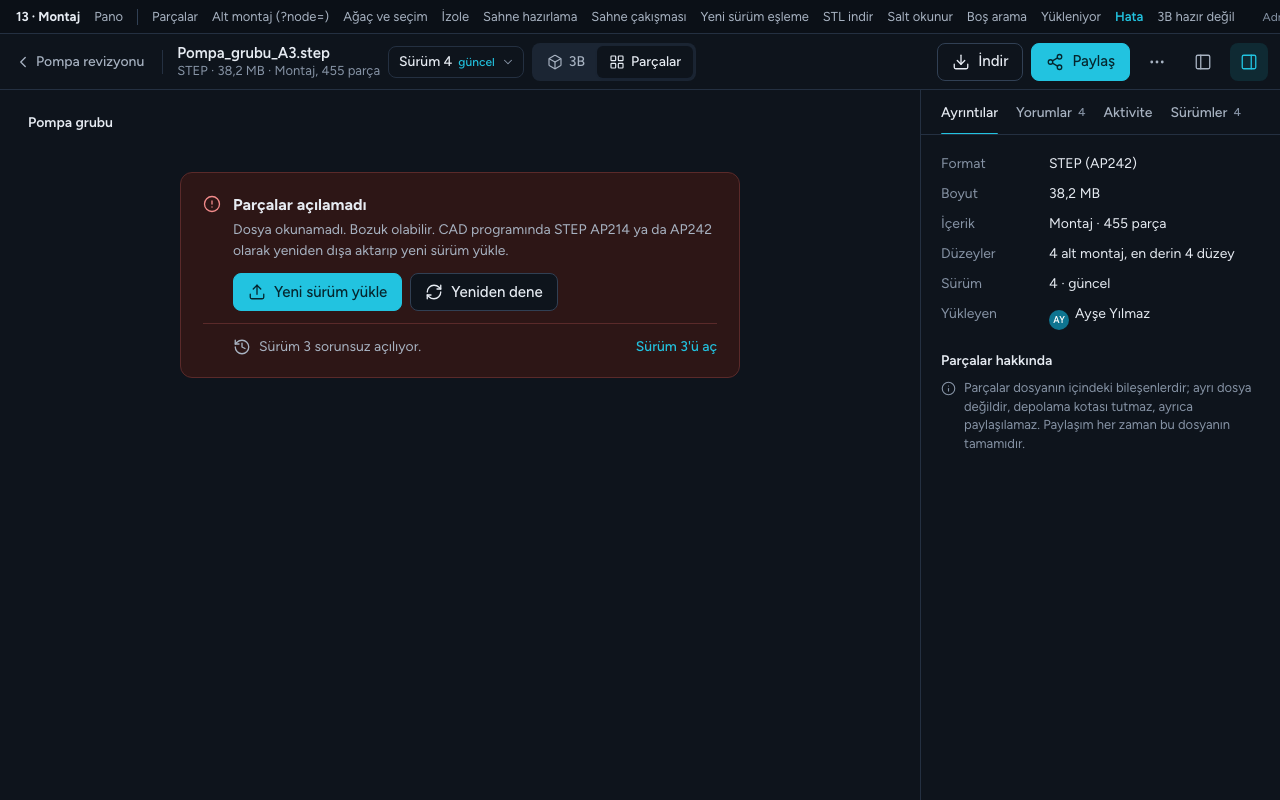 13 · Montaj Pano Parçalar Alt montaj (?node=) Ağaç ve seçim İzole Sahne hazırlama Sahne çakışması Yeni sürüm eşleme STL indir Salt okunur Boş arama Yükleniyor Hata 3B hazır değil
Pompa revizyonu
Pompa_grubu_A3.step
STEP · 38,2 MB · Montaj, 455 parça
Sürüm 4 güncel
3B
Parçalar
İndir
Paylaş
Pompa grubu
Parçalar açılamadı
Dosya okunamadı. Bozuk olabilir. CAD programında STEP AP214 ya da AP242
olarak yeniden dışa aktarıp yeni sürüm yükle.
Yeni sürüm yükle
Yeniden dene
Sürüm 3 sorunsuz açılıyor.
Sürüm 3'ü aç
Ayrıntılar Yorumlar 4 Aktivite Sürümler 4
Format STEP (AP242)
Boyut 38,2 MB
İçerik Montaj · 455 parça
Düzeyler 4 alt montaj, en derin 4 düzey
Sürüm 4 · güncel
Yükleyen AY Ayşe Yılmaz
Parçalar hakkında
Parçalar dosyanın içindeki bileşenlerdir; ayrı dosya
değildir, depolama kotası tutmaz, ayrıca
paylaşılamaz. Paylaşım her zaman bu dosyanın
tamamıdır.